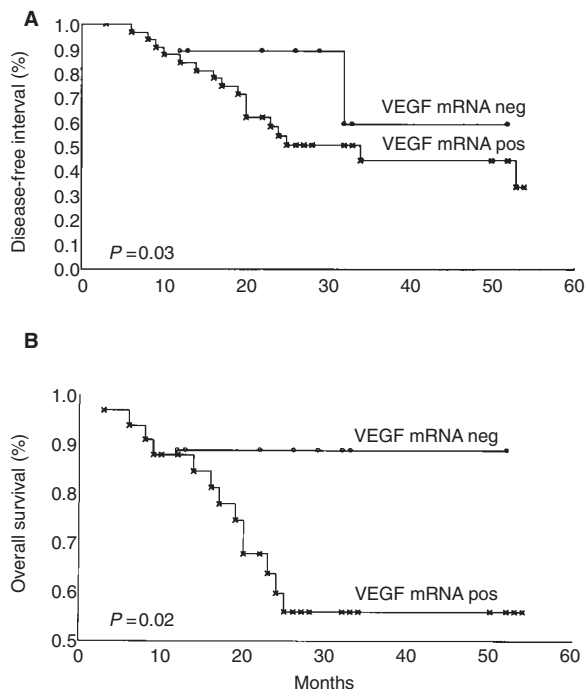 A
Disease-free interval (%)
1.0
0.9
0.8
0.7
0.6
0.5
0.4
0.3
0.2
0.1
0.0
VEGF mRNA neg
VEGF mRNA pos
P = 0.03
0 10 20 30 40 50 60
B
Overall survival (%)
1.0
0.9
0.8
0.7
0.6
0.5
VEGF mRNA neg
VEGF mRNA pos
P = 0.02
0 10 20 30 40 50 60
Months